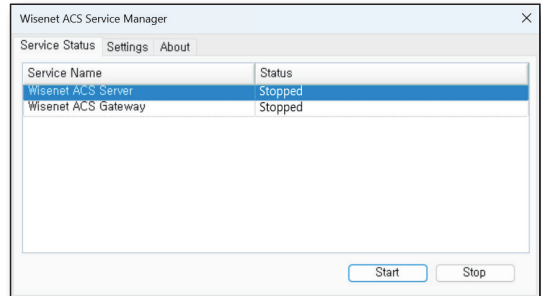 Wisenet ACS Service Manager
Service Status Settings About
Service Name Status
Wisenet ACS Server Stopped
Wisenet ACS Gateway Stopped
Start Stop